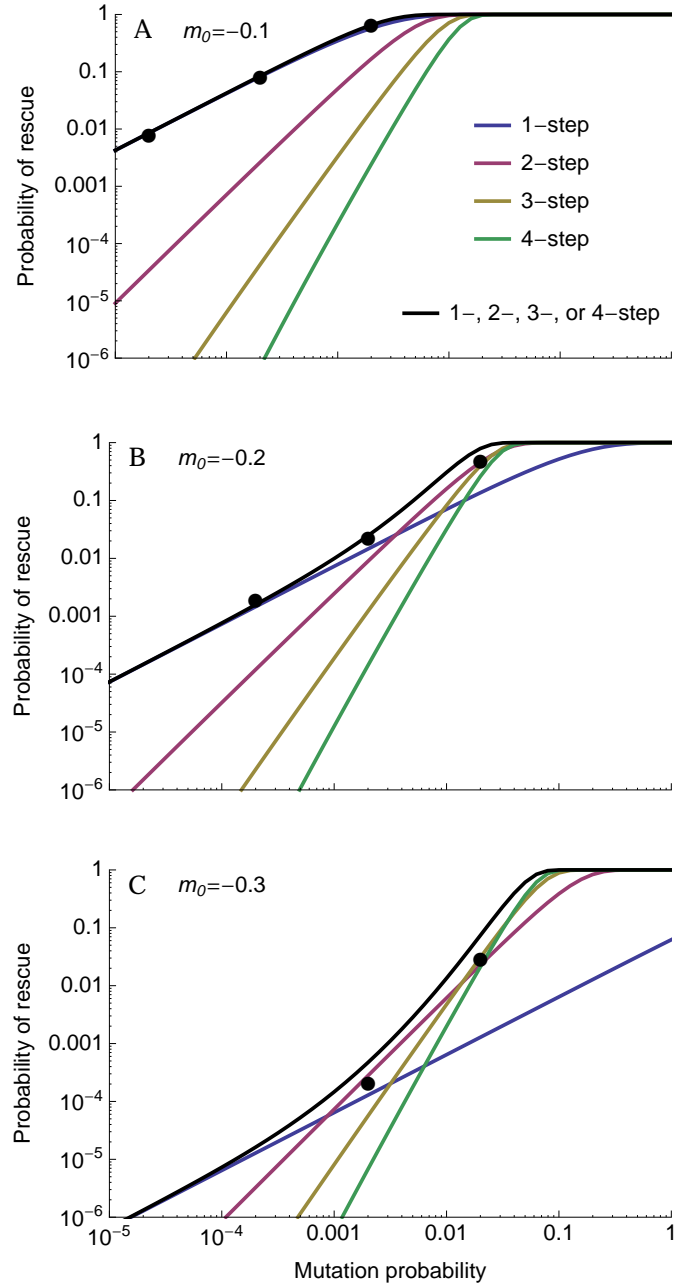 A m₀=−0.1
Probability of rescue
1
0.1
0.01
0.001
10⁻⁴
10⁻⁵
10⁻⁶
1−step
2−step
3−step
4−step
1−, 2−, 3−, or 4−step
B m₀=−0.2
Probability of rescue
1
0.1
0.01
0.001
10⁻⁴
10⁻⁵
10⁻⁶
C m₀=−0.3
Probability of rescue
1
0.1
0.01
0.001
10⁻⁴
10⁻⁵
10⁻⁶
10⁻⁵ 10⁻⁴ 0.001 0.01 0.1 1
Mutation probability